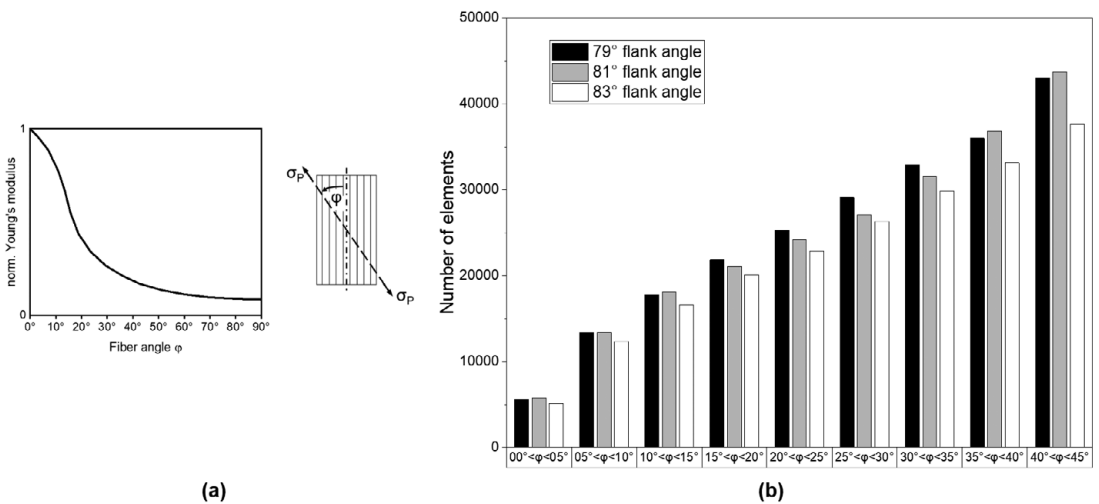 1
norm. Young's modulus
0
0° 10° 20° 30° 40° 50° 60° 70° 80° 90°
Fiber angle φ
σP
φ
σP
(a)
50000
40000
30000
20000
10000
0
Number of elements
79° flank angle
81° flank angle
83° flank angle
00°<φ<05° 05°<φ<10° 10°<φ<15° 15°<φ<20° 20°<φ<25° 25°<φ<30° 30°<φ<35° 35°<φ<40° 40°<φ<45°
(b)